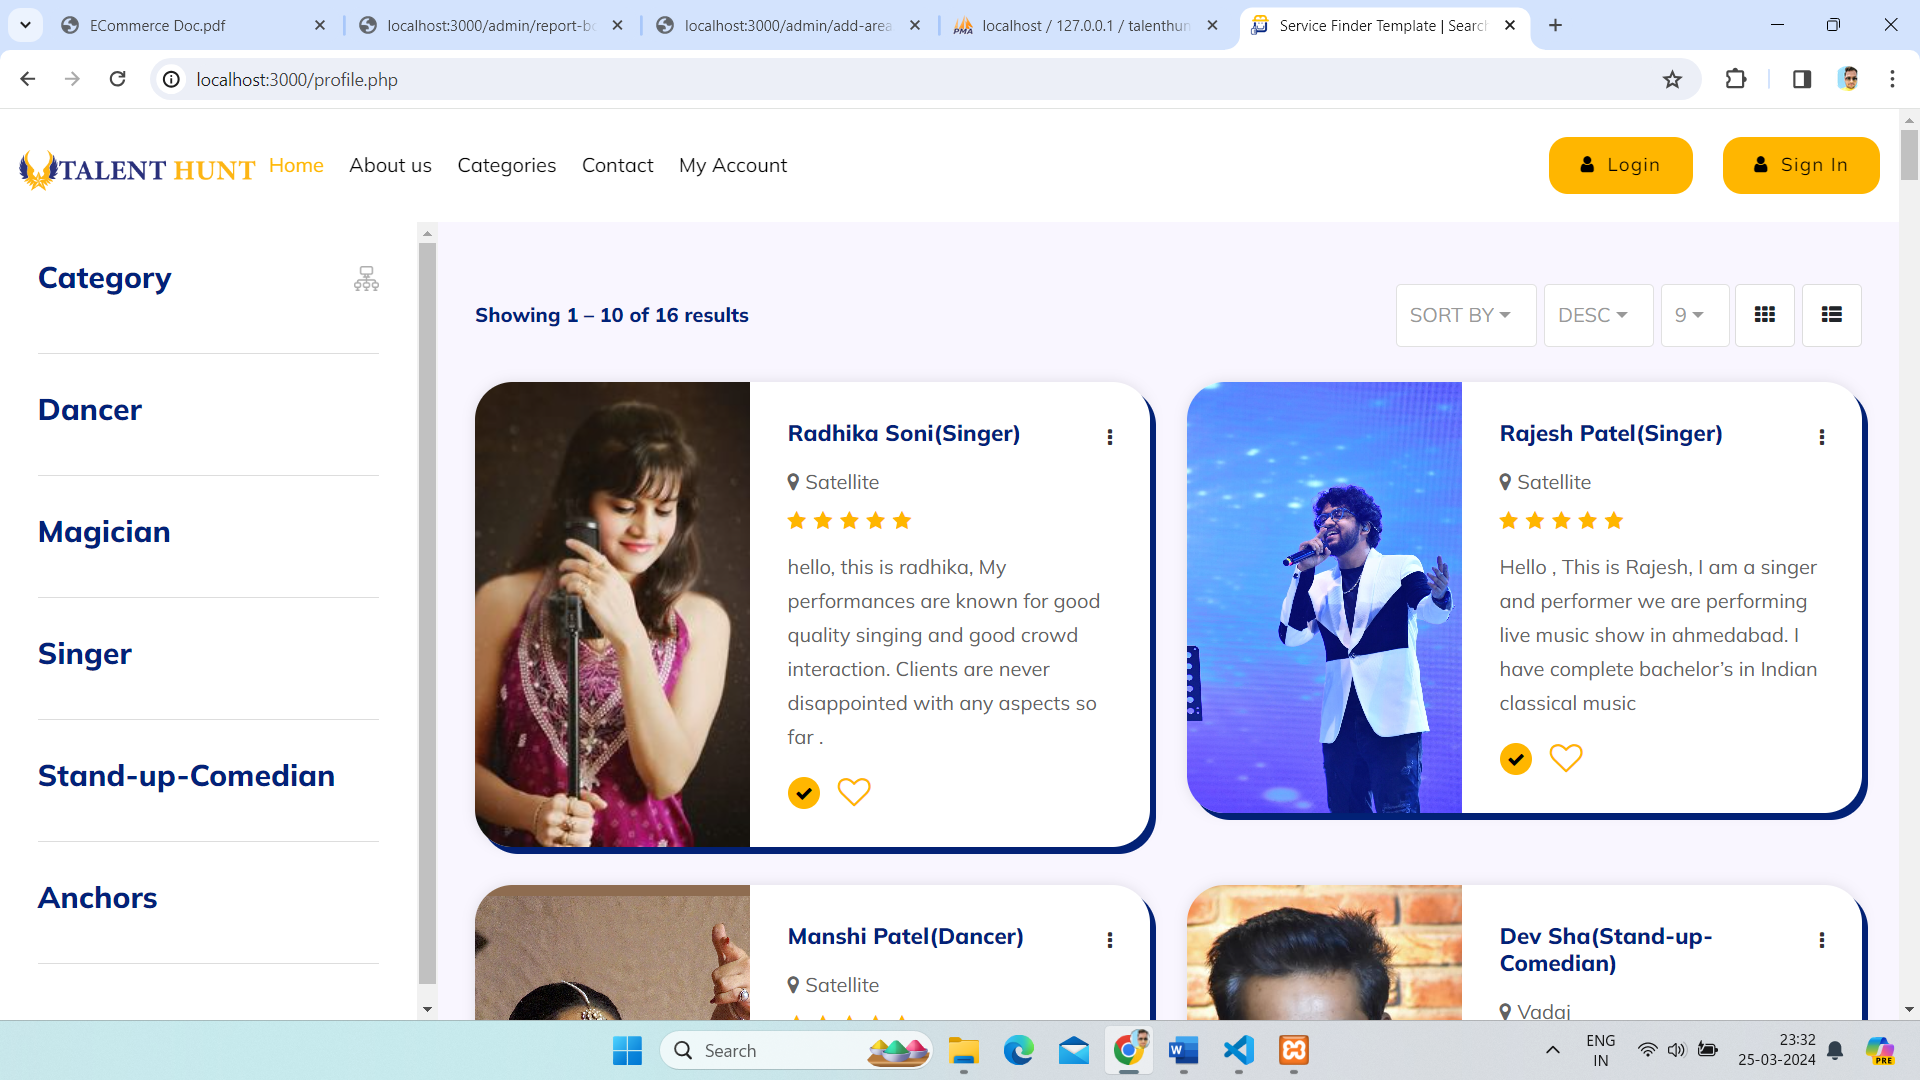 ECommerce Doc.pdf
localhost:3000/admin/report-bo
localhost:3000/admin/add-area
localhost / 127.0.0.1 / talenthun
Service Finder Template | Search
localhost:3000/profile.php
TALENT HUNT
Home
About us
Categories
Contact
My Account
Login
Sign In
Category
Dancer
Magician
Singer
Stand-up-Comedian
Anchors
Showing 1 – 10 of 16 results
SORT BY
DESC
9
Radhika Soni(Singer)
Satellite
hello, this is radhika, My
performances are known for good
quality singing and good crowd
interaction. Clients are never
disappointed with any aspects so
far .
Rajesh Patel(Singer)
Satellite
Hello , This is Rajesh, I am a singer
and performer we are performing
live music show in ahmedabad. I
have complete bachelor’s in Indian
classical music
Manshi Patel(Dancer)
Satellite
Dev Sha(Stand-up-
Comedian)
Vadaj
Search
ENG
IN
23:32
25-03-2024
PRE